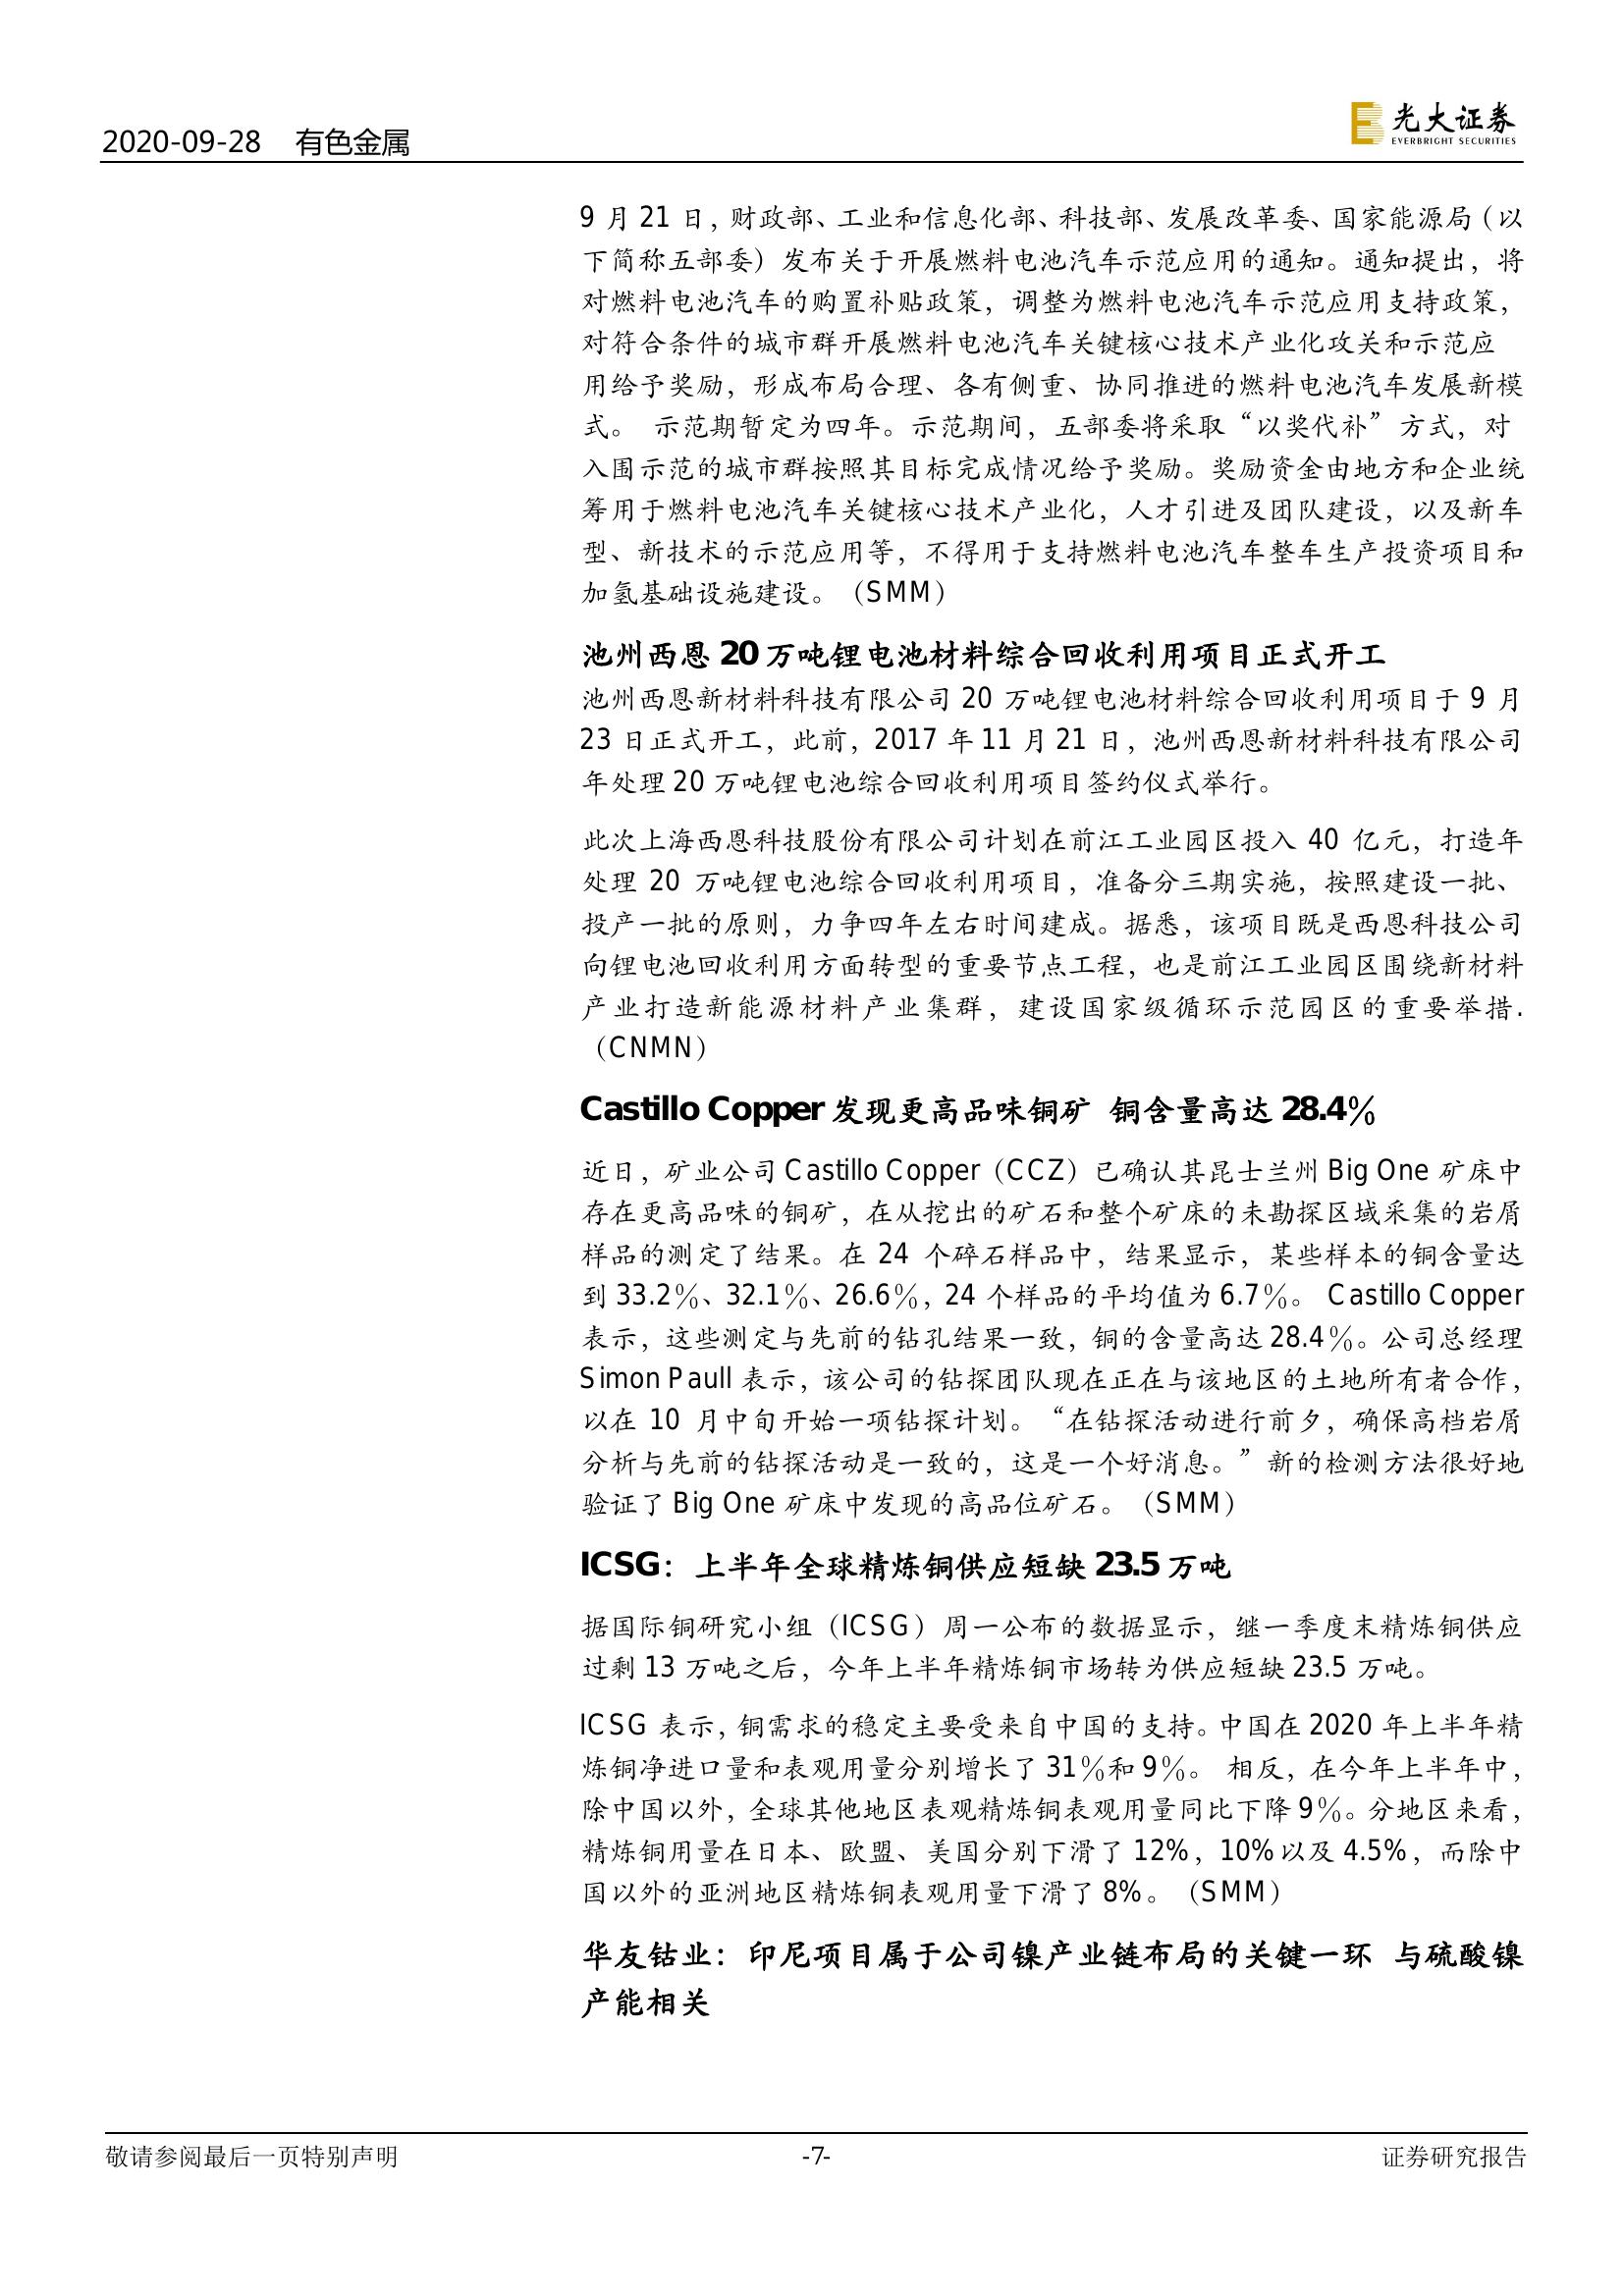 2020-09-28 有色金属
光大证券
EVERBRIGHT SECURITIES
9 月 21 日，财政部、工业和信息化部、科技部、发展改革委、国家能源局（以
下简称五部委）发布关于开展燃料电池汽车示范应用的通知。通知提出，将
对燃料电池汽车的购置补贴政策，调整为燃料电池汽车示范应用支持政策，
对符合条件的城市群开展燃料电池汽车关键核心技术产业化攻关和示范应
用给予奖励，形成布局合理、各有侧重、协同推进的燃料电池汽车发展新模
式。 示范期暂定为四年。示范期间，五部委将采取“以奖代补”方式，对
入围示范的城市群按照其目标完成情况给予奖励。奖励资金由地方和企业统
筹用于燃料电池汽车关键核心技术产业化，人才引进及团队建设，以及新车
型、新技术的示范应用等，不得用于支持燃料电池汽车整车生产投资项目和
加氢基础设施建设。（SMM）
池州西恩 20 万吨锂电池材料综合回收利用项目正式开工
池州西恩新材料科技有限公司 20 万吨锂电池材料综合回收利用项目于 9 月
23 日正式开工，此前，2017 年 11 月 21 日，池州西恩新材料科技有限公司
年处理 20 万吨锂电池综合回收利用项目签约仪式举行。
此次上海西恩科技股份有限公司计划在前江工业园区投入 40 亿元，打造年
处理 20 万吨锂电池综合回收利用项目，准备分三期实施，按照建设一批、
投产一批的原则，力争四年左右时间建成。据悉，该项目既是西恩科技公司
向锂电池回收利用方面转型的重要节点工程，也是前江工业园区围绕新材料
产业打造新能源材料产业集群，建设国家级循环示范园区的重要举措.
（CNMN）
Castillo Copper 发现更高品味铜矿 铜含量高达 28.4%
近日，矿业公司 Castillo Copper（CCZ）已确认其昆士兰州 Big One 矿床中
存在更高品味的铜矿，在从挖出的矿石和整个矿床的未勘探区域采集的岩屑
样品的测定了结果。在 24 个碎石样品中，结果显示，某些样本的铜含量达
到 33.2%、32.1%、26.6%，24 个样品的平均值为 6.7%。 Castillo Copper
表示，这些测定与先前的钻孔结果一致，铜的含量高达 28.4%。公司总经理
Simon Paull 表示，该公司的钻探团队现在正在与该地区的土地所有者合作，
以在 10 月中旬开始一项钻探计划。“在钻探活动进行前夕，确保高档岩屑
分析与先前的钻探活动是一致的，这是一个好消息。”新的检测方法很好地
验证了 Big One 矿床中发现的高品位矿石。（SMM）
ICSG：上半年全球精炼铜供应短缺 23.5 万吨
据国际铜研究小组（ICSG）周一公布的数据显示，继一季度末精炼铜供应
过剩 13 万吨之后，今年上半年精炼铜市场转为供应短缺 23.5 万吨。
ICSG 表示，铜需求的稳定主要受来自中国的支持。中国在 2020 年上半年精
炼铜净进口量和表观用量分别增长了 31%和 9%。 相反，在今年上半年中，
除中国以外，全球其他地区表观精炼铜表观用量同比下降 9%。分地区来看，
精炼铜用量在日本、欧盟、美国分别下滑了 12%，10%以及 4.5%，而除中
国以外的亚洲地区精炼铜表观用量下滑了 8%。（SMM）
华友钴业：印尼项目属于公司镍产业链布局的关键一环 与硫酸镍
产能相关
敬请参阅最后一页特别声明 -7- 证券研究报告